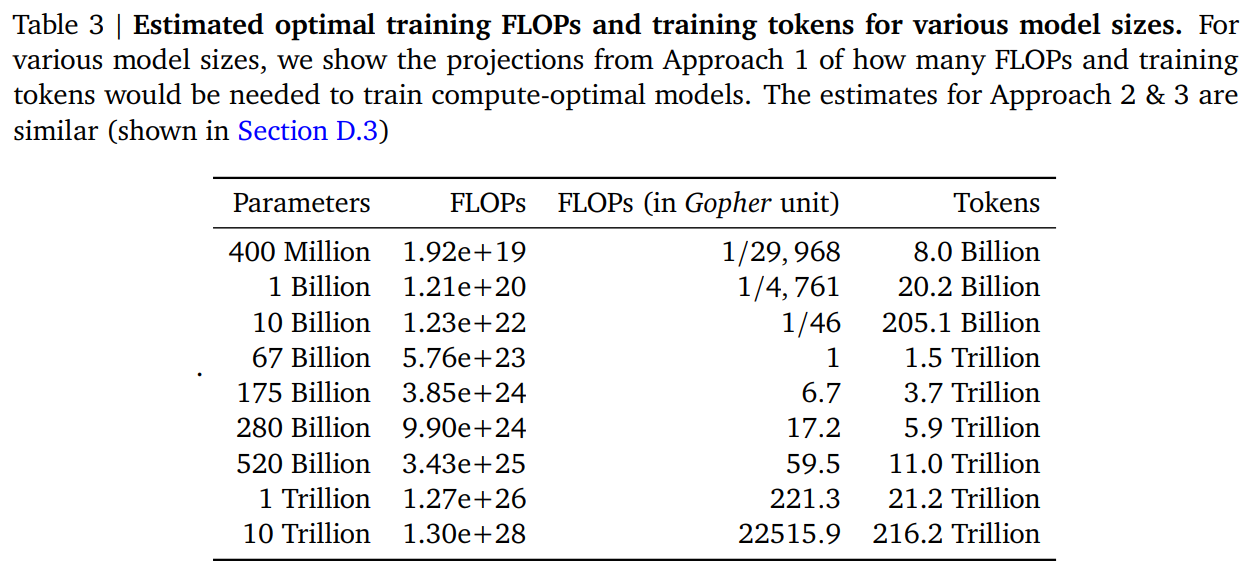 Table 3 | Estimated optimal training FLOPs and training tokens for various model sizes. For
various model sizes, we show the projections from Approach 1 of how many FLOPs and training
tokens would be needed to train compute-optimal models. The estimates for Approach 2 & 3 are
similar (shown in Section D.3)
Parameters FLOPs FLOPs (in Gopher unit) Tokens
400 Million 1.92e+19 1/29,968 8.0 Billion
1 Billion 1.21e+20 1/4,761 20.2 Billion
10 Billion 1.23e+22 1/46 205.1 Billion
67 Billion 5.76e+23 1 1.5 Trillion
.
175 Billion 3.85e+24 6.7 3.7 Trillion
280 Billion 9.90e+24 17.2 5.9 Trillion
520 Billion 3.43e+25 59.5 11.0 Trillion
1 Trillion 1.27e+26 221.3 21.2 Trillion
10 Trillion 1.30e+28 22515.9 216.2 Trillion